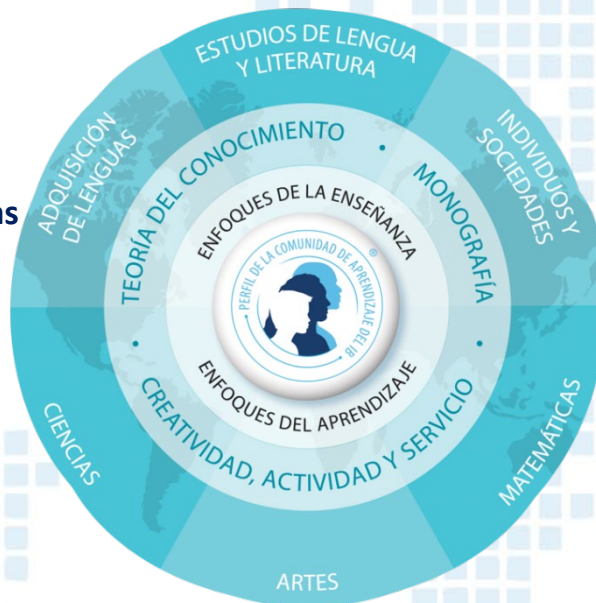 ESTUDIOS DE LENGUA
Y LITERATURA
INDIVIDUOS Y
SOCIEDADES
MATEMÁTICAS
ARTES
CIENCIAS
ADQUISICIÓN
DE LENGUAS
as
TEORÍA DEL CONOCIMIENTO
•
MONOGRAFÍA
•
CREATIVIDAD, ACTIVIDAD Y SERVICIO
•
ENFOQUES DE LA ENSEÑANZA
ENFOQUES DEL APRENDIZAJE
• PERFIL DE LA COMUNIDAD DE APRENDIZAJE DEL IB •
®